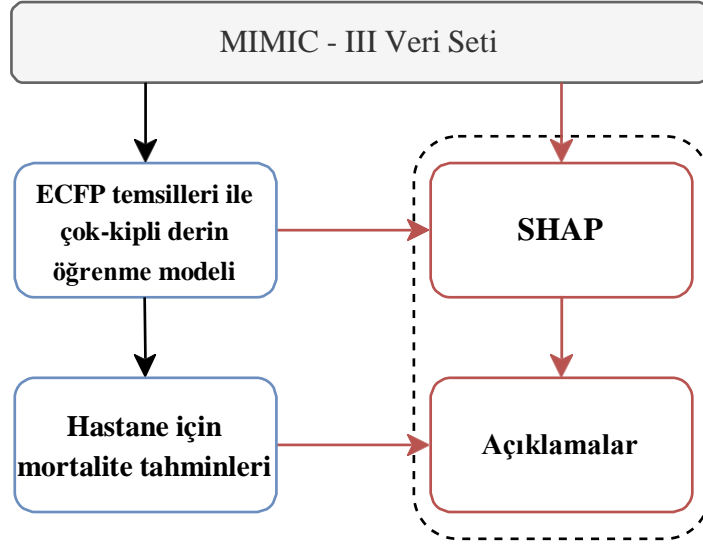 MIMIC - III Veri Seti
ECFP temsilleri ile
çok-kipli derin
öğrenme modeli
SHAP
Hastane için
mortalite tahminleri
Açıklamalar